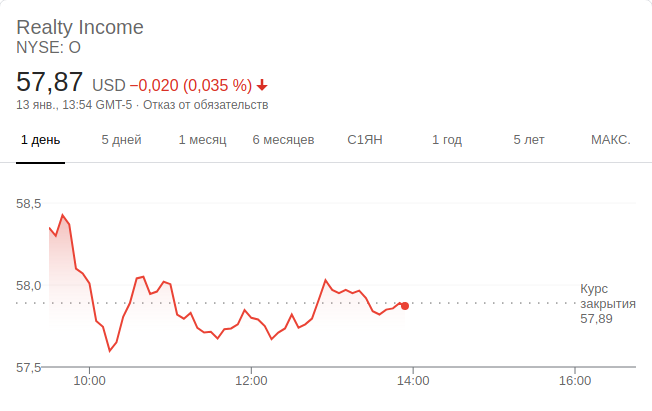 Realty Income
NYSE: O
57,87 USD −0,020 (0,035 %)
13 янв., 13:54 GMT-5 · Отказ от обязательств
1 день 5 дней 1 месяц 6 месяцев С1ЯН 1 год 5 лет МАКС.
58,5
58,0
Курс
закрытия
57,89
57,5
10:00 12:00 14:00 16:00